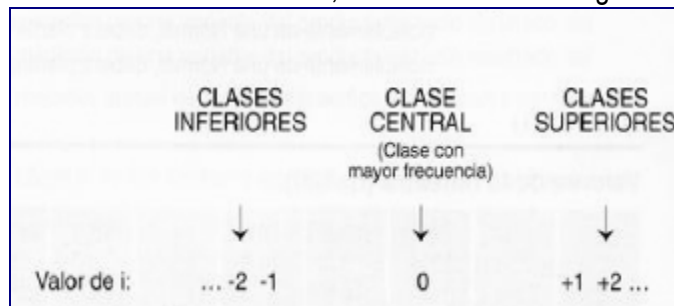 CLASES CLASE CLASES
INFERIORES CENTRAL SUPERIORES
(Clase con
mayor frecuencia)
Valor de i: ... -2 -1 0 +1 +2 ...